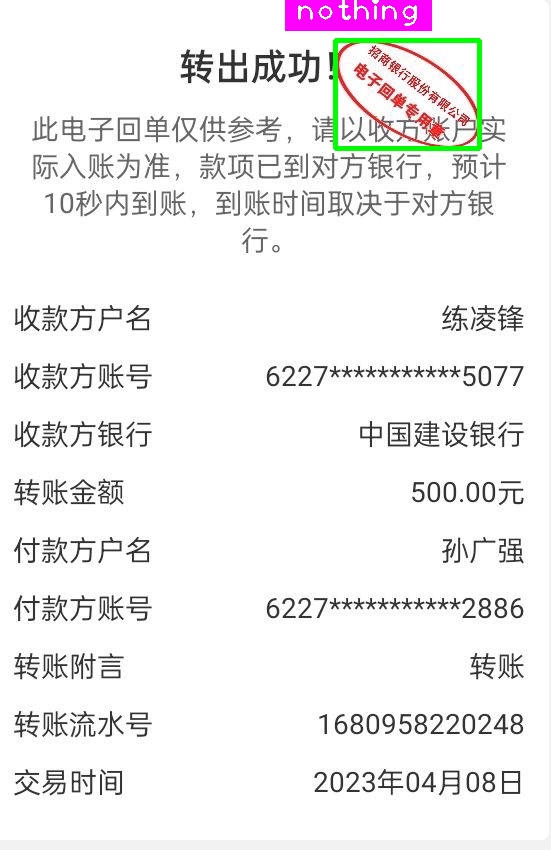 nothing
转出成功!
招商银行股份有限公司
电子回单专用章
此电子回单仅供参考，请以收方账户实
际入账为准，款项已到对方银行，预计
10秒内到账，到账时间取决于对方银
行。
收款方户名 练凌锋
收款方账号 6227***********5077
收款方银行 中国建设银行
转账金额 500.00元
付款方户名 孙广强
付款方账号 6227***********2886
转账附言 转账
转账流水号 1680958220248
交易时间 2023年04月08日